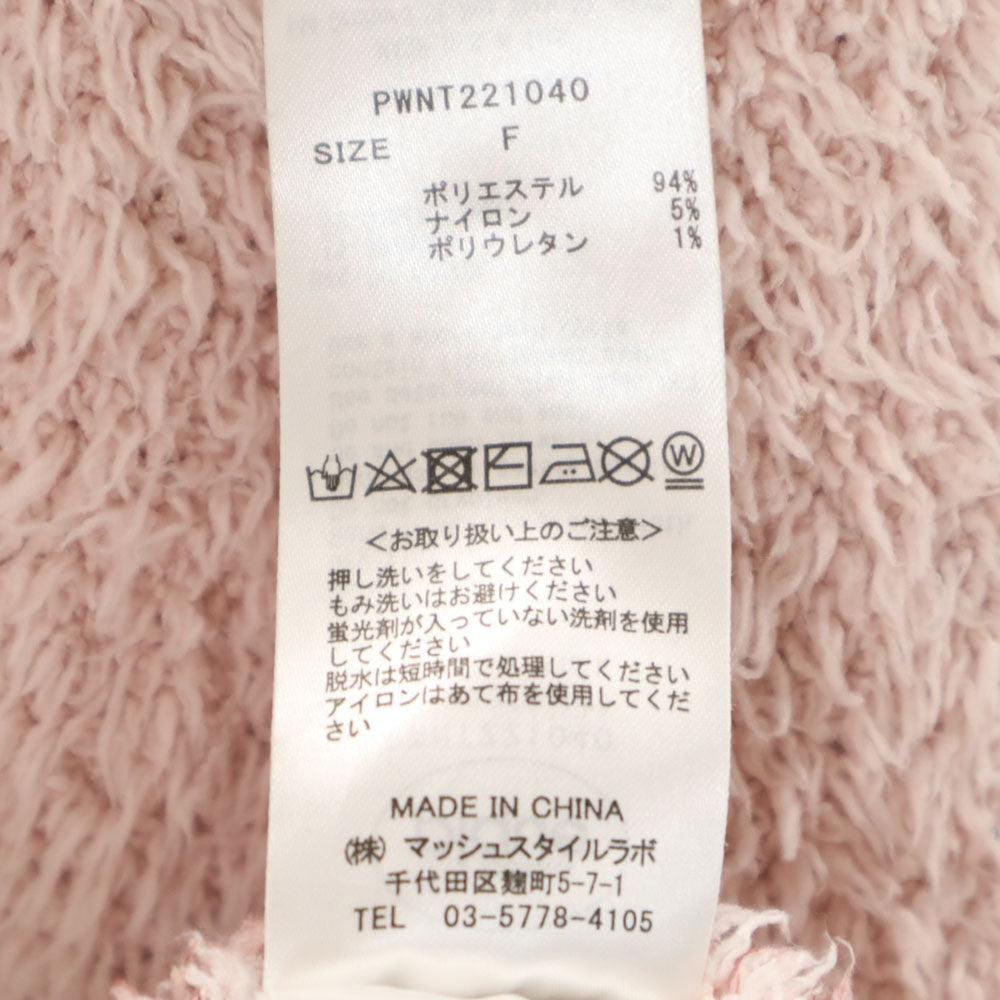 PWNT221040
SIZE F
ポリエステル 94%
ナイロン 5%
ポリウレタン 1%
W
<お取り扱い上のご注意>
押し洗いをしてください
もみ洗いはお避けください
蛍光剤が入っていない洗剤を使用
してください
脱水は短時間で処理してください
アイロンはあて布を使用してくだ
さい
MADE IN CHINA
(株) マッシュスタイルラボ
千代田区麹町5-7-1
TEL 03-5778-4105